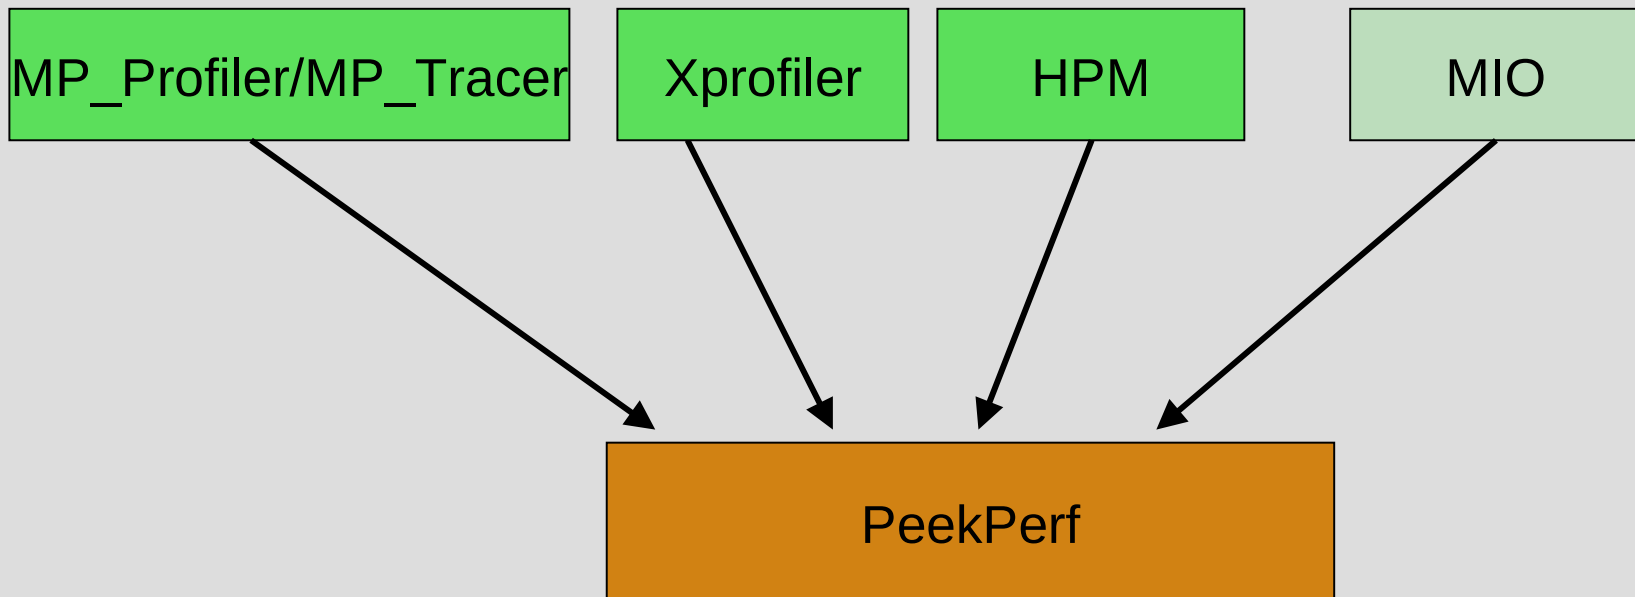 MP_Profiler/MP_Tracer
Xprofiler
HPM
MIO
PeekPerf